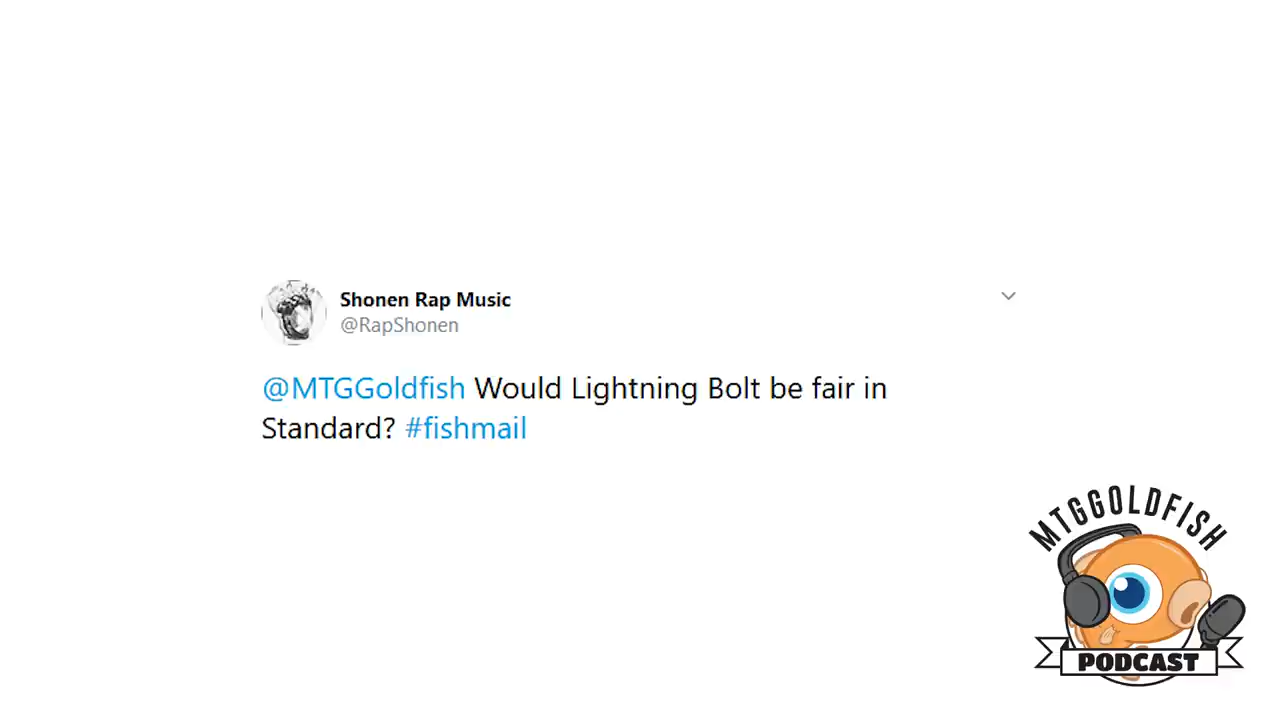 Shonen Rap Music
@RapShonen
@MTGGoldfish Would Lightning Bolt be fair in
Standard? #fishmail
MTGGOLDFISH
PODCAST